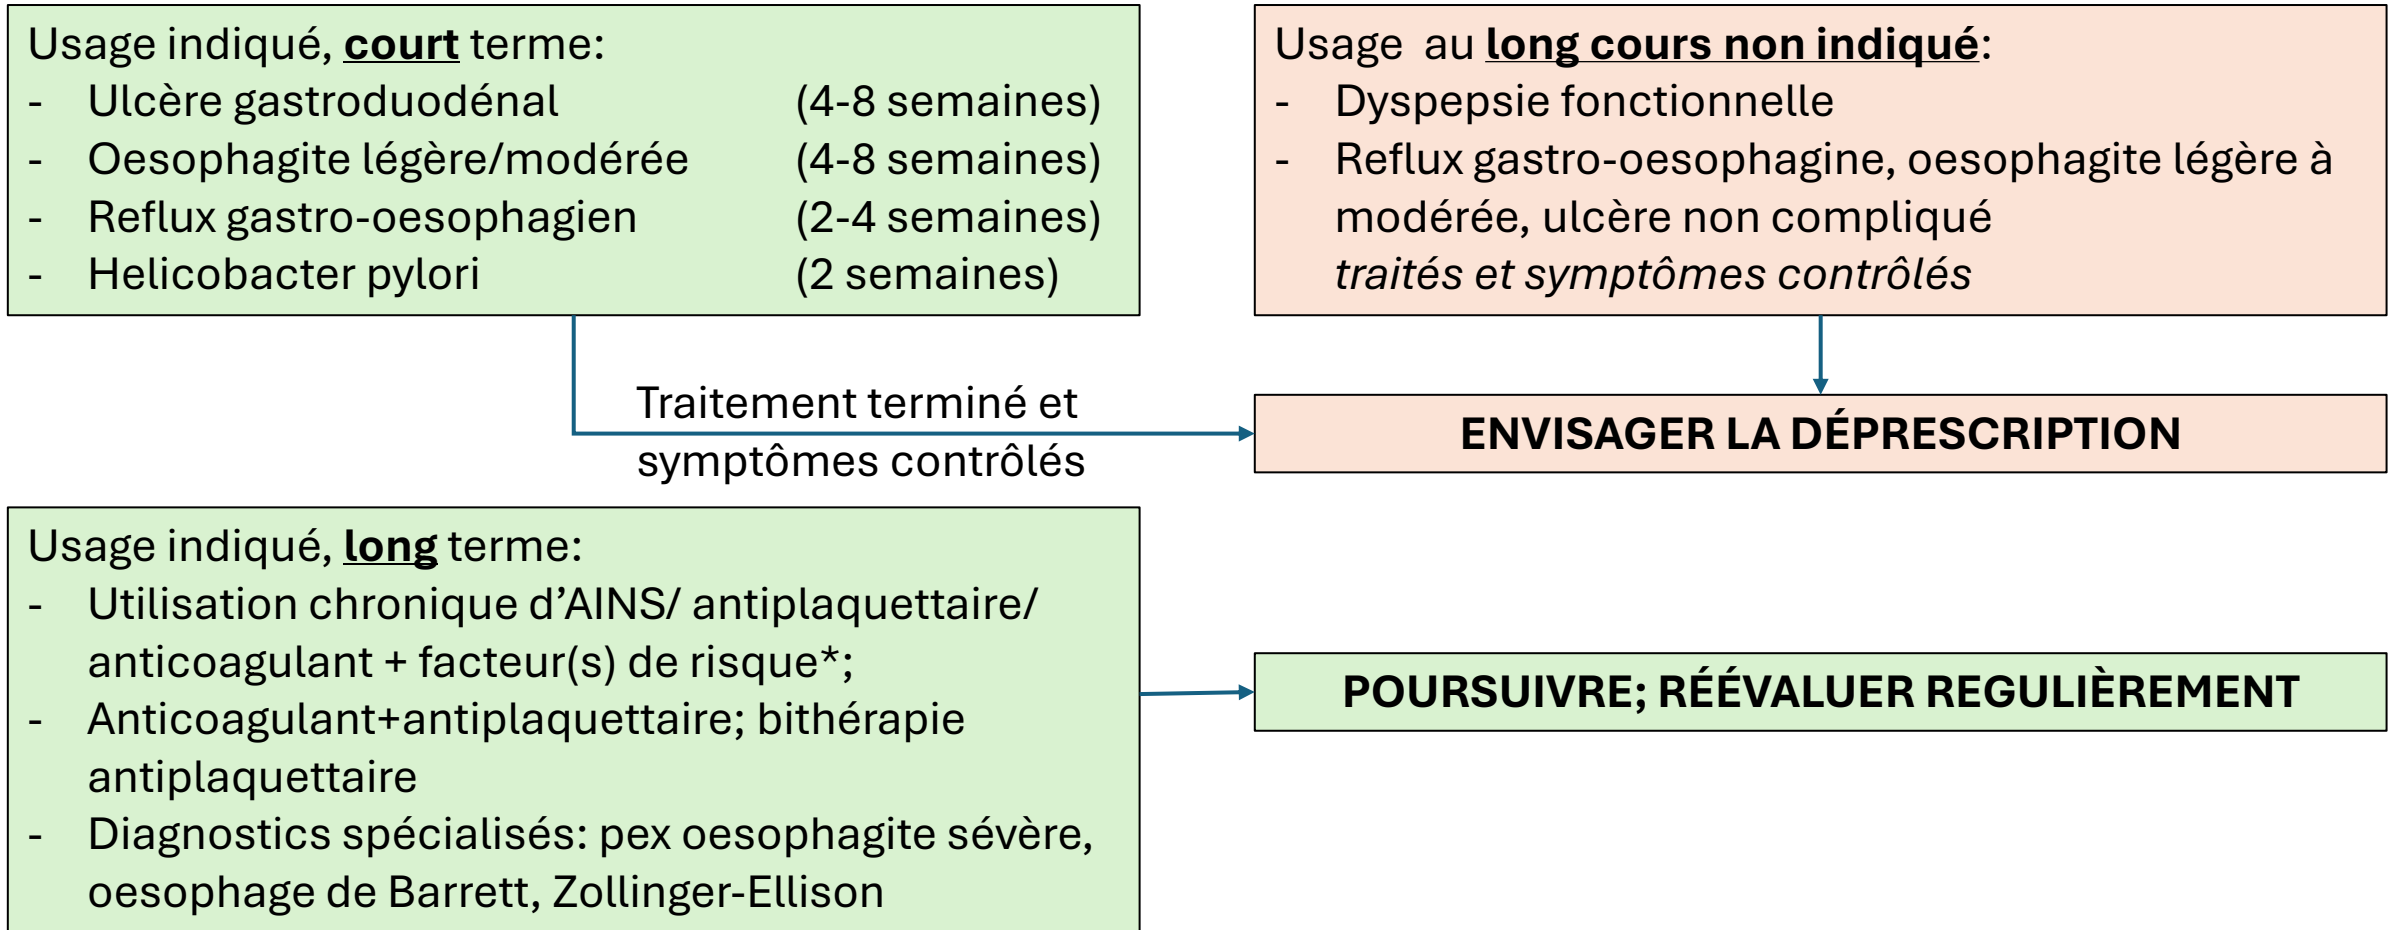 Usage indiqué, court terme:
- Ulcère gastroduodénal (4-8 semaines)
- Oesophagite légère/modérée (4-8 semaines)
- Reflux gastro-oesophagien (2-4 semaines)
- Helicobacter pylori (2 semaines)
Usage au long cours non indiqué:
- Dyspepsie fonctionnelle
- Reflux gastro-oesophagine, oesophagite légère à
modérée, ulcère non compliqué
traités et symptômes contrôlés
Traitement terminé et
symptômes contrôlés
ENVISAGER LA DÉPRESCRIPTION
Usage indiqué, long terme:
- Utilisation chronique d’AINS/ antiplaquettaire/
anticoagulant + facteur(s) de risque*;
- Anticoagulant+antiplaquettaire; bithérapie
antiplaquettaire
- Diagnostics spécialisés: pex oesophagite sévère,
oesophage de Barrett, Zollinger-Ellison
POURSUIVRE; RÉÉVALUER REGULIÈREMENT